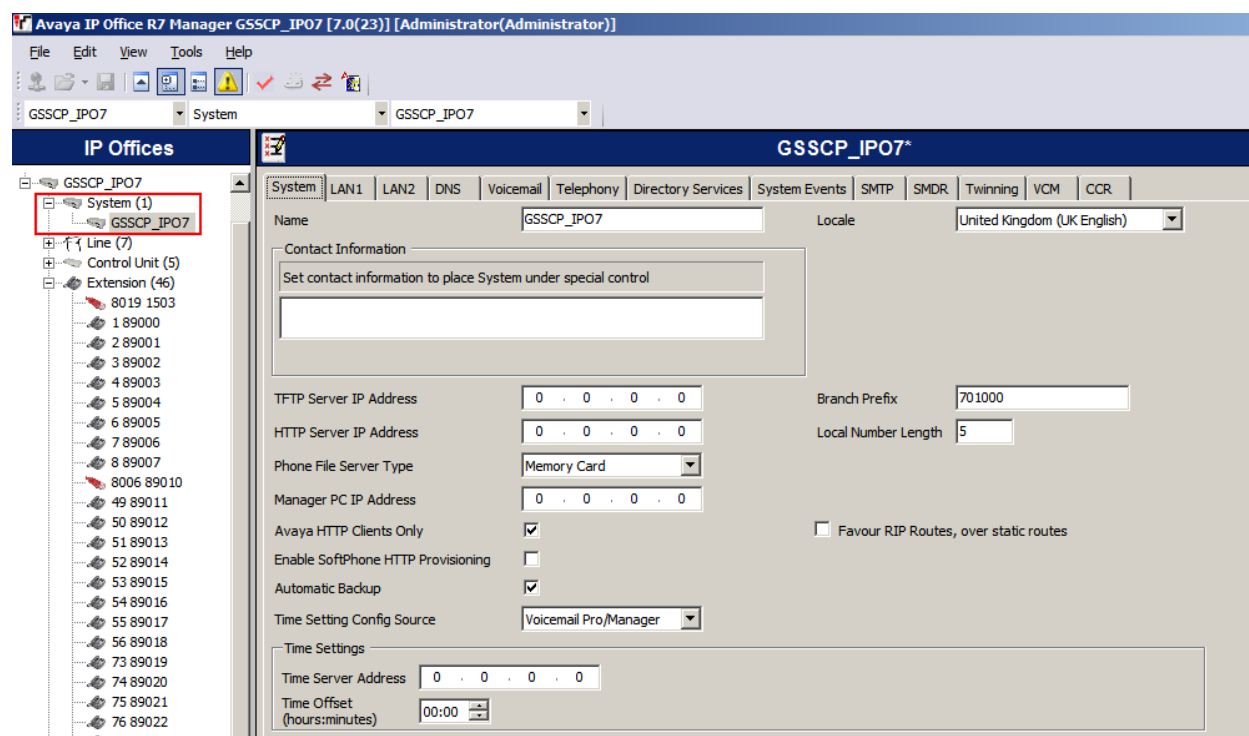 Avaya IP Office R7 Manager GSSCP_IPO7 [7.0(23)] [Administrator(Administrator)]
File Edit View Tools Help
GSSCP_IPO7 System GSSCP_IPO7
IP Offices
GSSCP_IPO7
System (1)
GSSCP_IPO7
Line (7)
Control Unit (5)
Extension (46)
8019 1503
1 89000
2 89001
3 89002
4 89003
5 89004
6 89005
7 89006
8 89007
8006 89010
49 89011
50 89012
51 89013
52 89014
53 89015
54 89016
55 89017
56 89018
73 89019
74 89020
75 89021
76 89022
GSSCP_IPO7*
System LAN1 LAN2 DNS Voicemail Telephony Directory Services System Events SMTP SMDR Twinning VCM CCR
Name GSSCP_IPO7 Locale United Kingdom (UK English)
Contact Information
Set contact information to place System under special control
TFTP Server IP Address 0 . 0 . 0 . 0 Branch Prefix 701000
HTTP Server IP Address 0 . 0 . 0 . 0 Local Number Length 5
Phone File Server Type Memory Card
Manager PC IP Address 0 . 0 . 0 . 0
Avaya HTTP Clients Only Favour RIP Routes, over static routes
Enable SoftPhone HTTP Provisioning
Automatic Backup
Time Setting Config Source Voicemail Pro/Manager
Time Settings
Time Server Address 0 . 0 . 0 . 0
Time Offset
(hours:minutes) 00:00